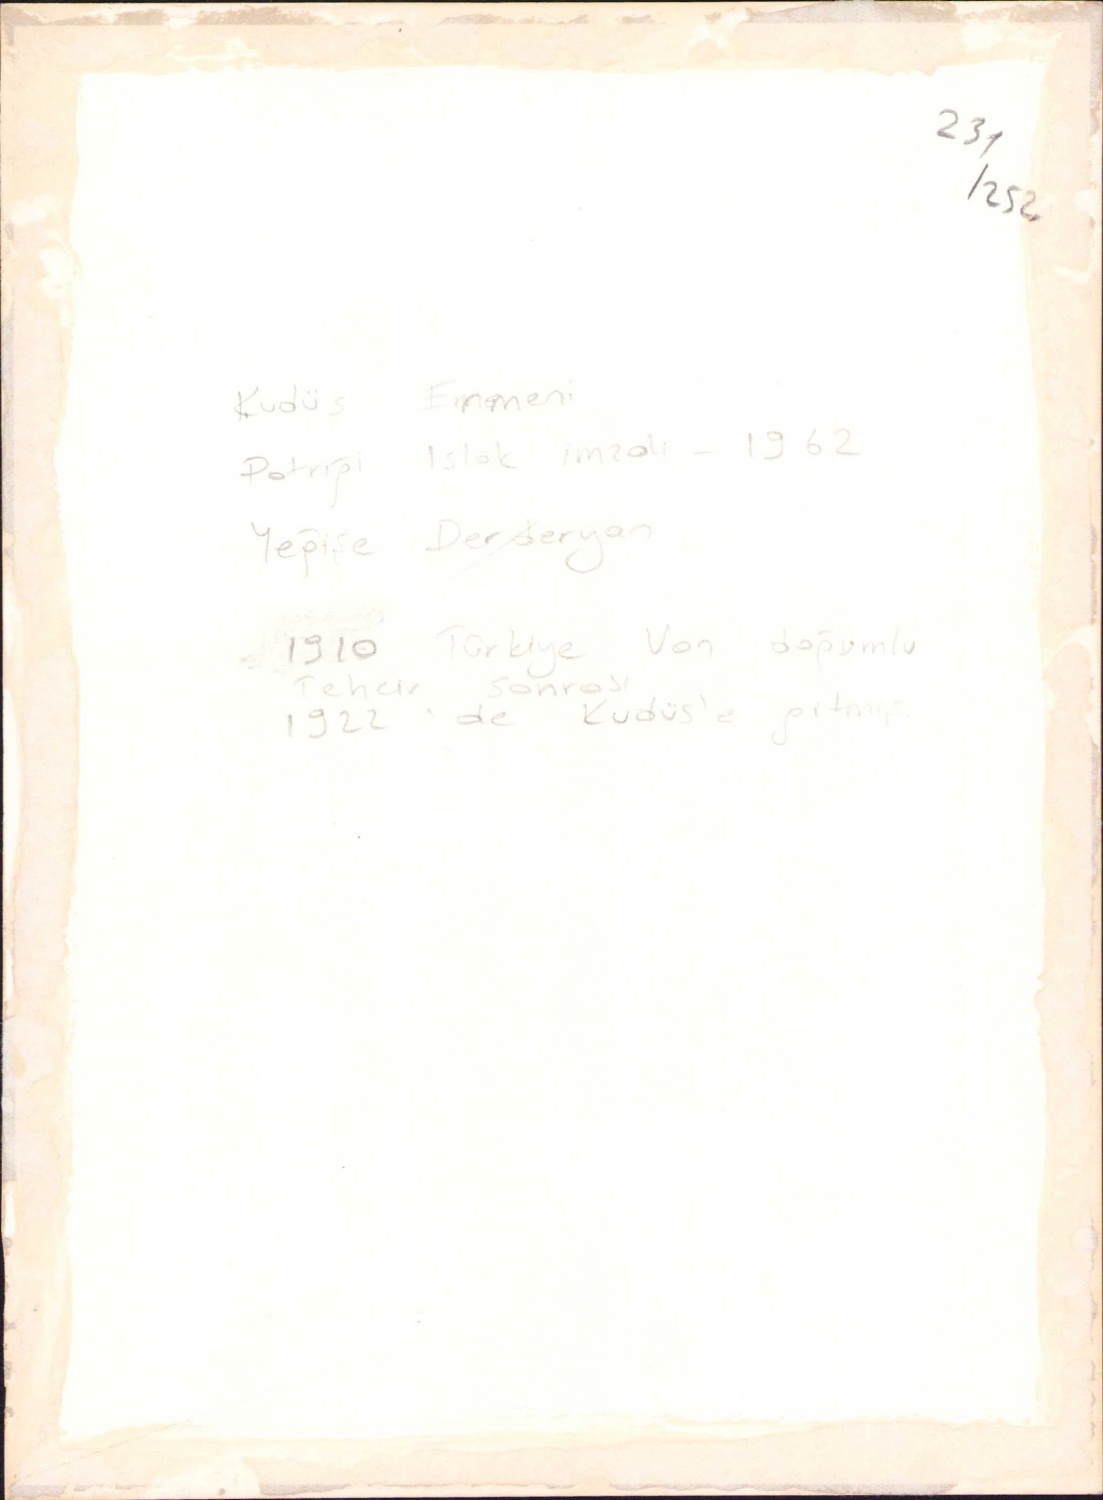 231
/252
Kudüs Ermeni
Patriği Islak imzalı - 1962
Yeğişe Derderyan
1910 Türkiye Van doğumlu
Tehcir sonrası
1922 'de Kudüs'e gitmiş